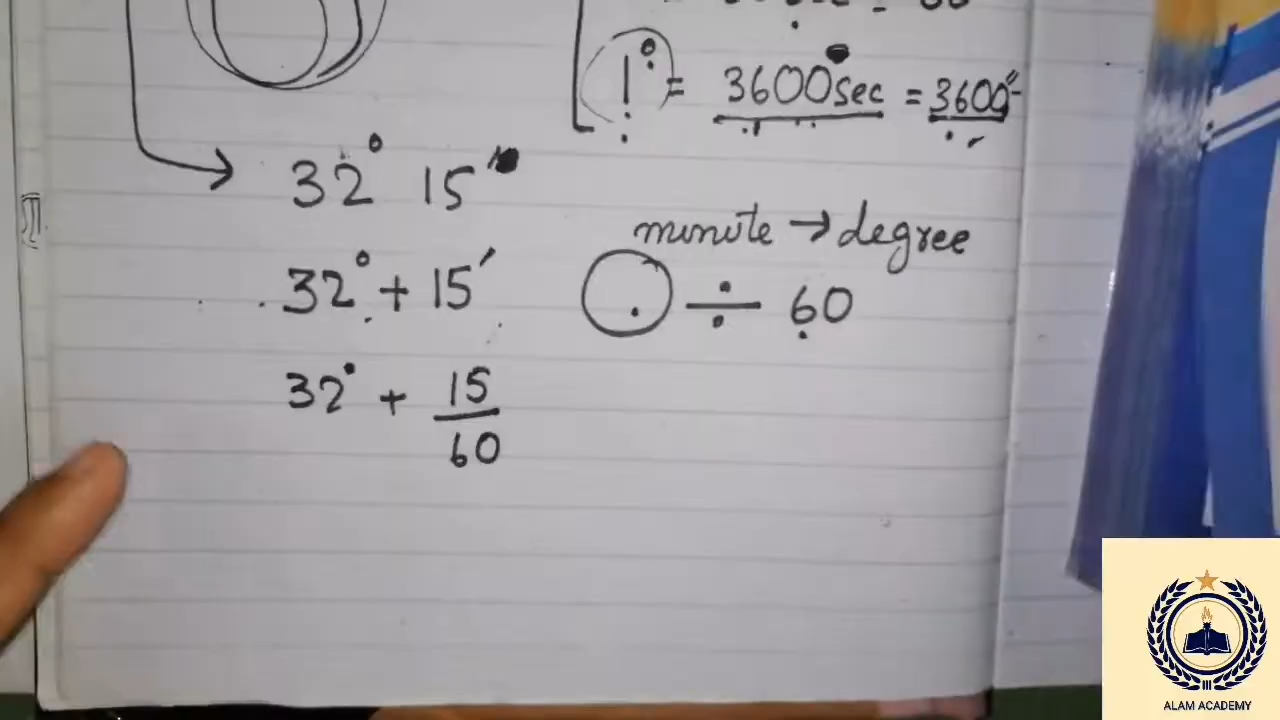 1° = 3600sec = 3600"
32° 15'
32° + 15'
minute → degree
÷ 60
32° + 15/60
ALAM ACADEMY